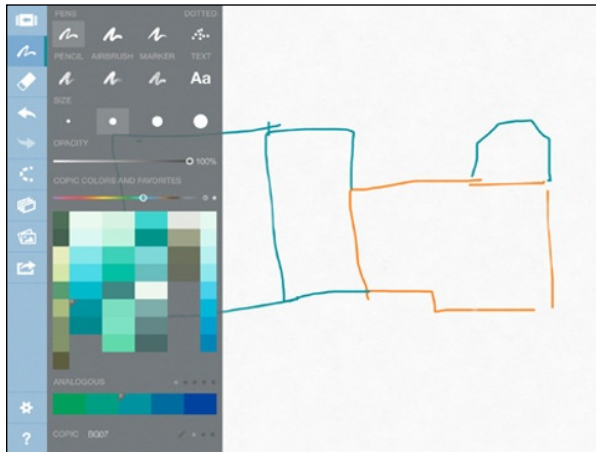 PENS DOTTED
PENCIL AIRBRUSH MARKER TEXT
Aa
SIZE
OPACITY
100%
COPIC COLORS AND FAVORITES
ANALOGOUS
COPIC BG07
?